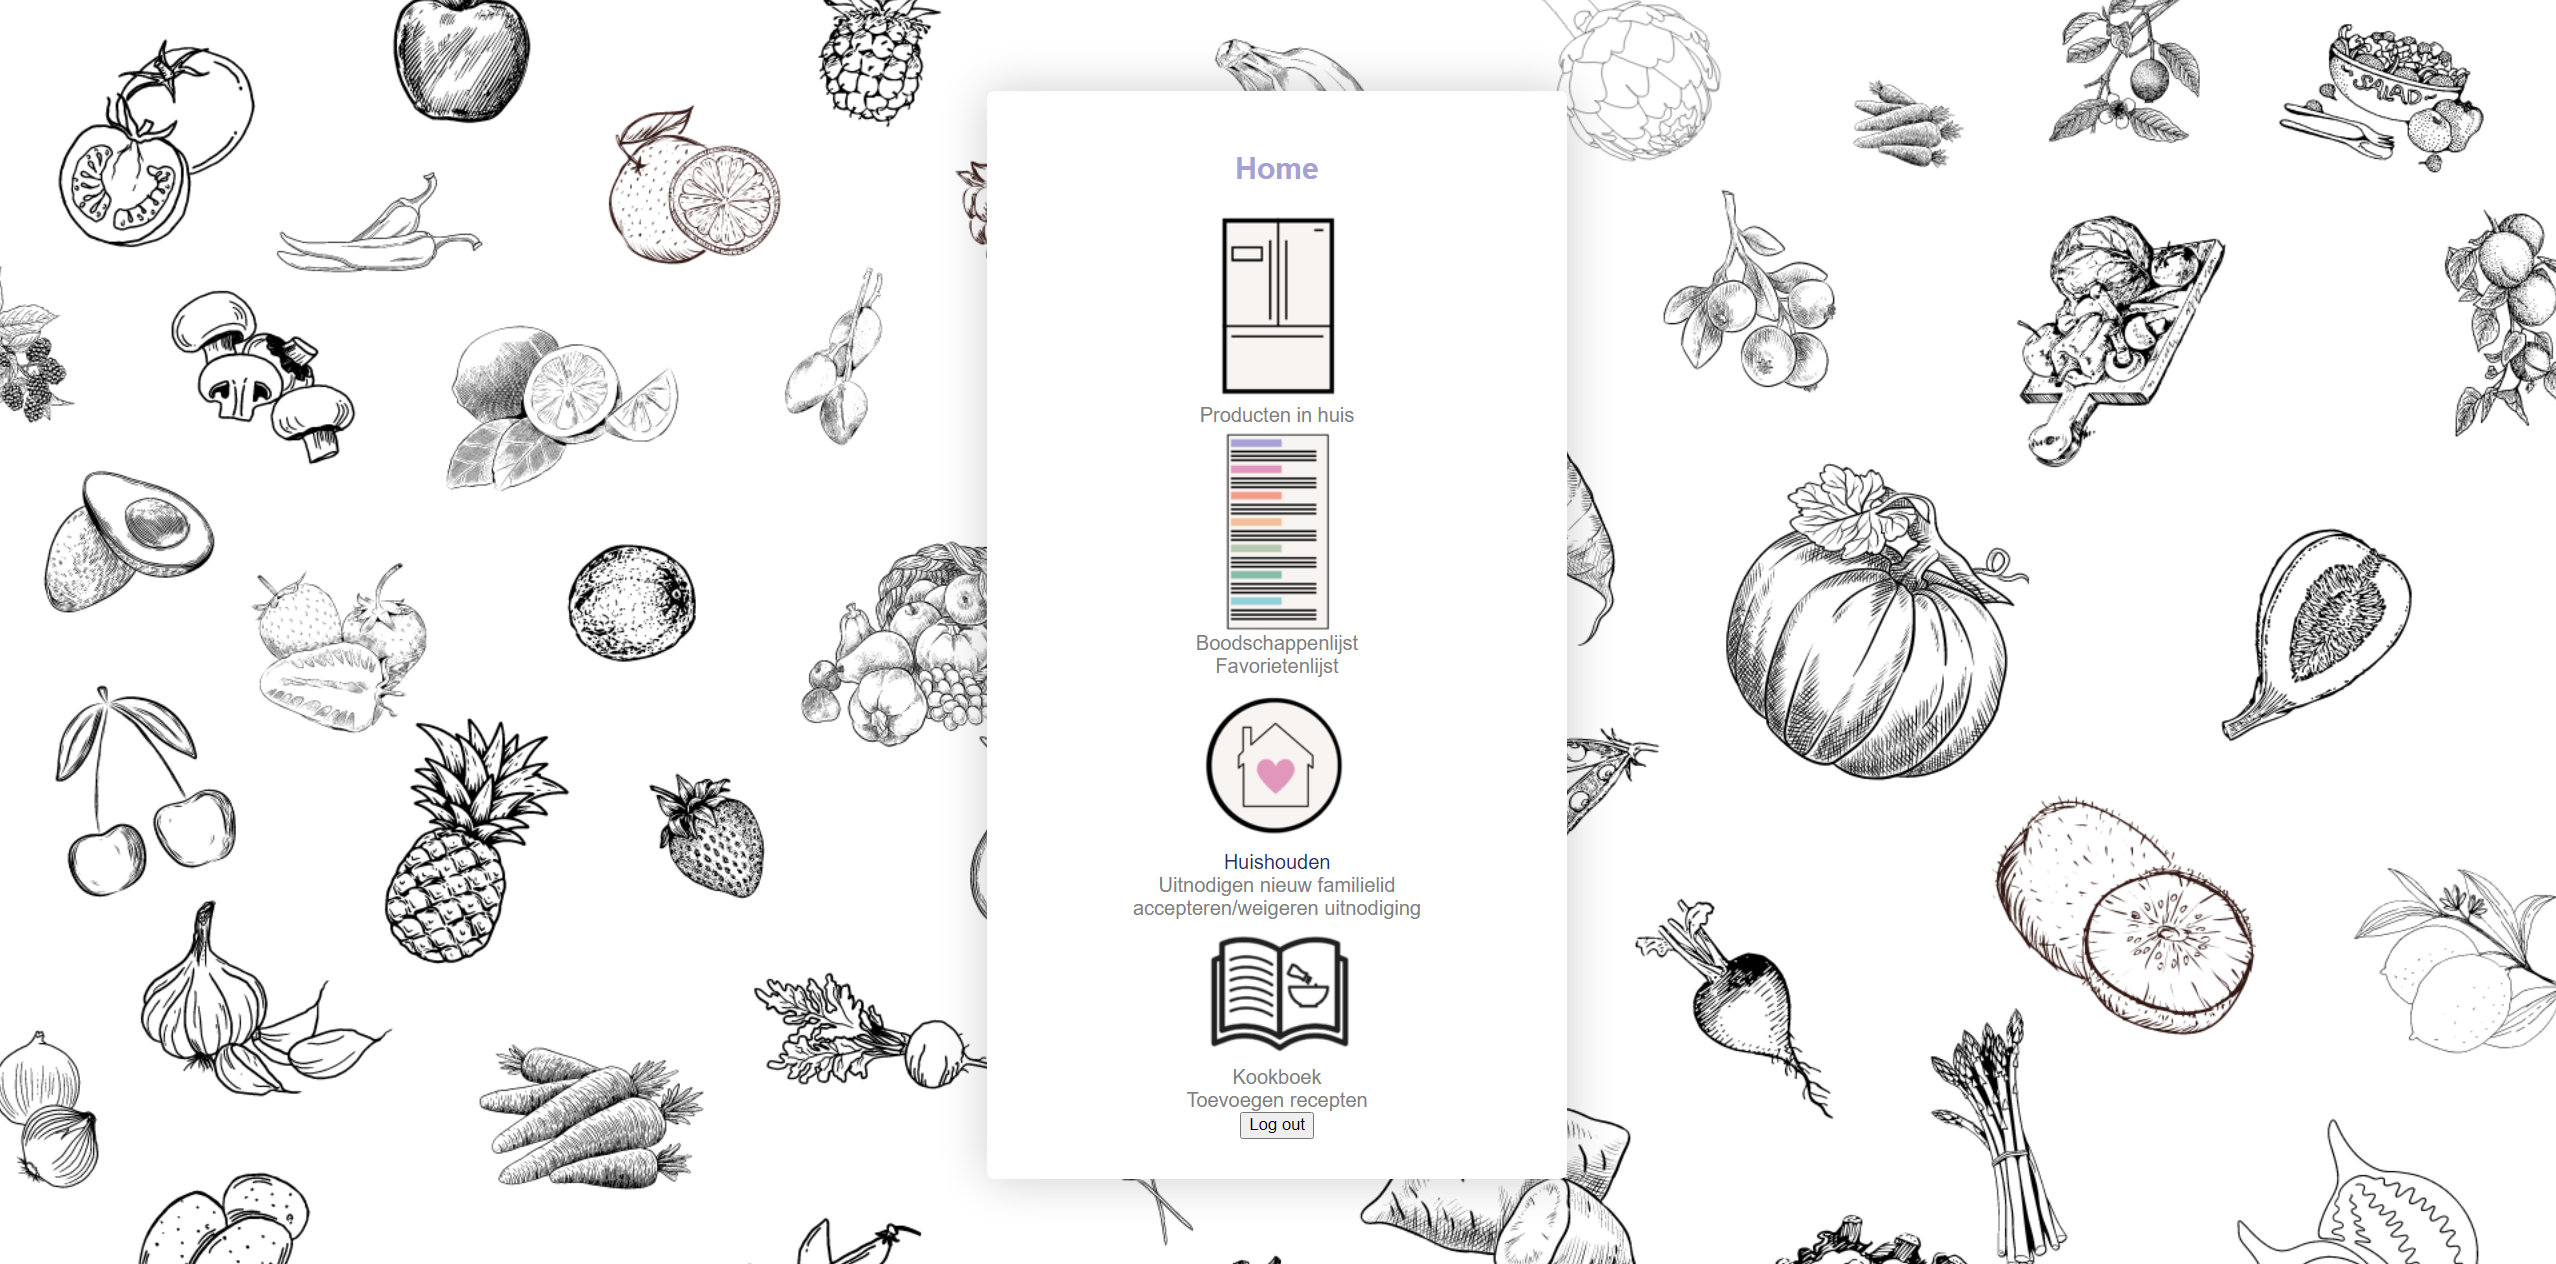 SALAD
Home
Producten in huis
Boodschappenlijst
Favorietenlijst
Huishouden
Uitnodigen nieuw familielid
accepteren/weigeren uitnodiging
Kookboek
Toevoegen recepten
Log out